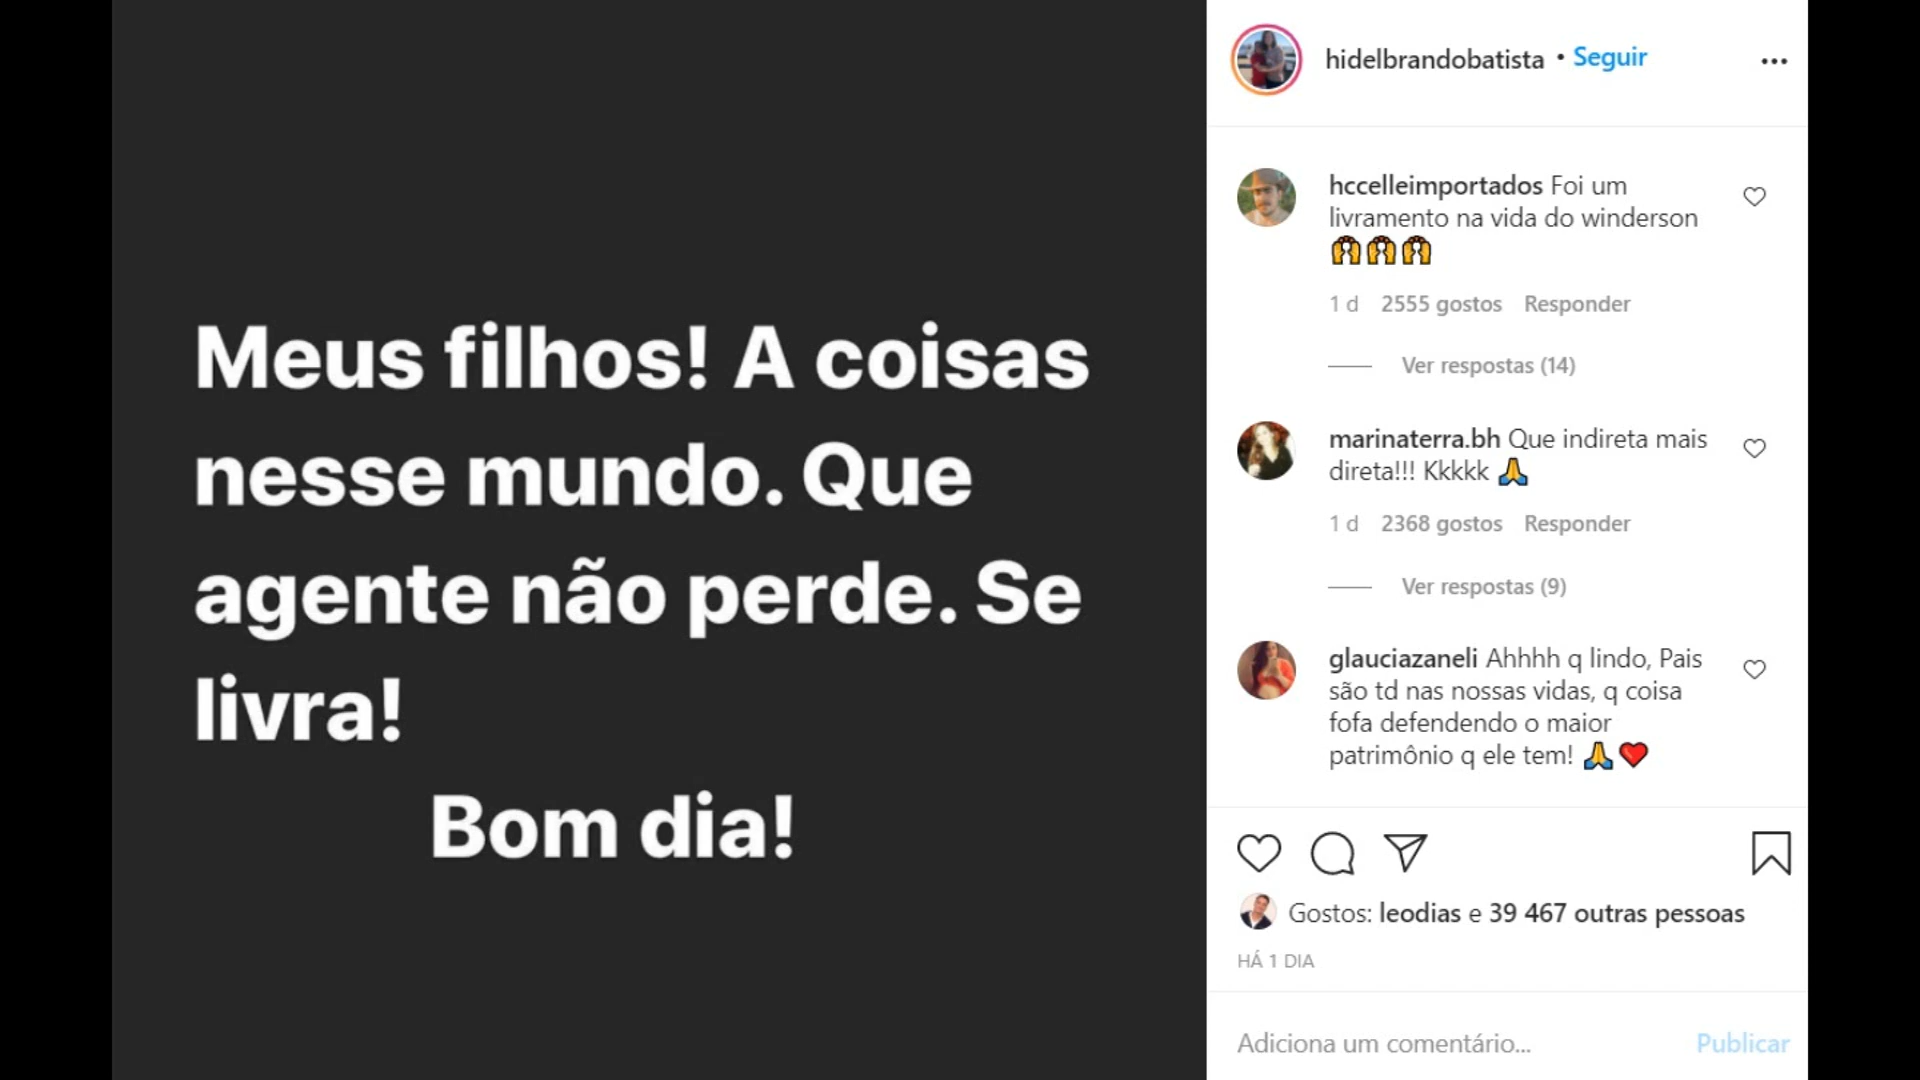 Meus filhos! A coisas
nesse mundo. Que
agente não perde. Se
livra!
Bom dia!
hidelbrandobatista • Seguir
hccelleimportados Foi um
livramento na vida do winderson
🙌🙌🙌
1 d 2555 gostos Responder
Ver respostas (14)
marinaterra.bh Que indireta mais
direta!!! Kkkkk 🙏
1 d 2368 gostos Responder
Ver respostas (9)
glauciazaneli Ahhhh q lindo, Pais
são td nas nossas vidas, q coisa
fofa defendendo o maior
patrimônio q ele tem! 🙏❤️
Gostos: leodias e 39 467 outras pessoas
HÁ 1 DIA
Adiciona um comentário... Publicar